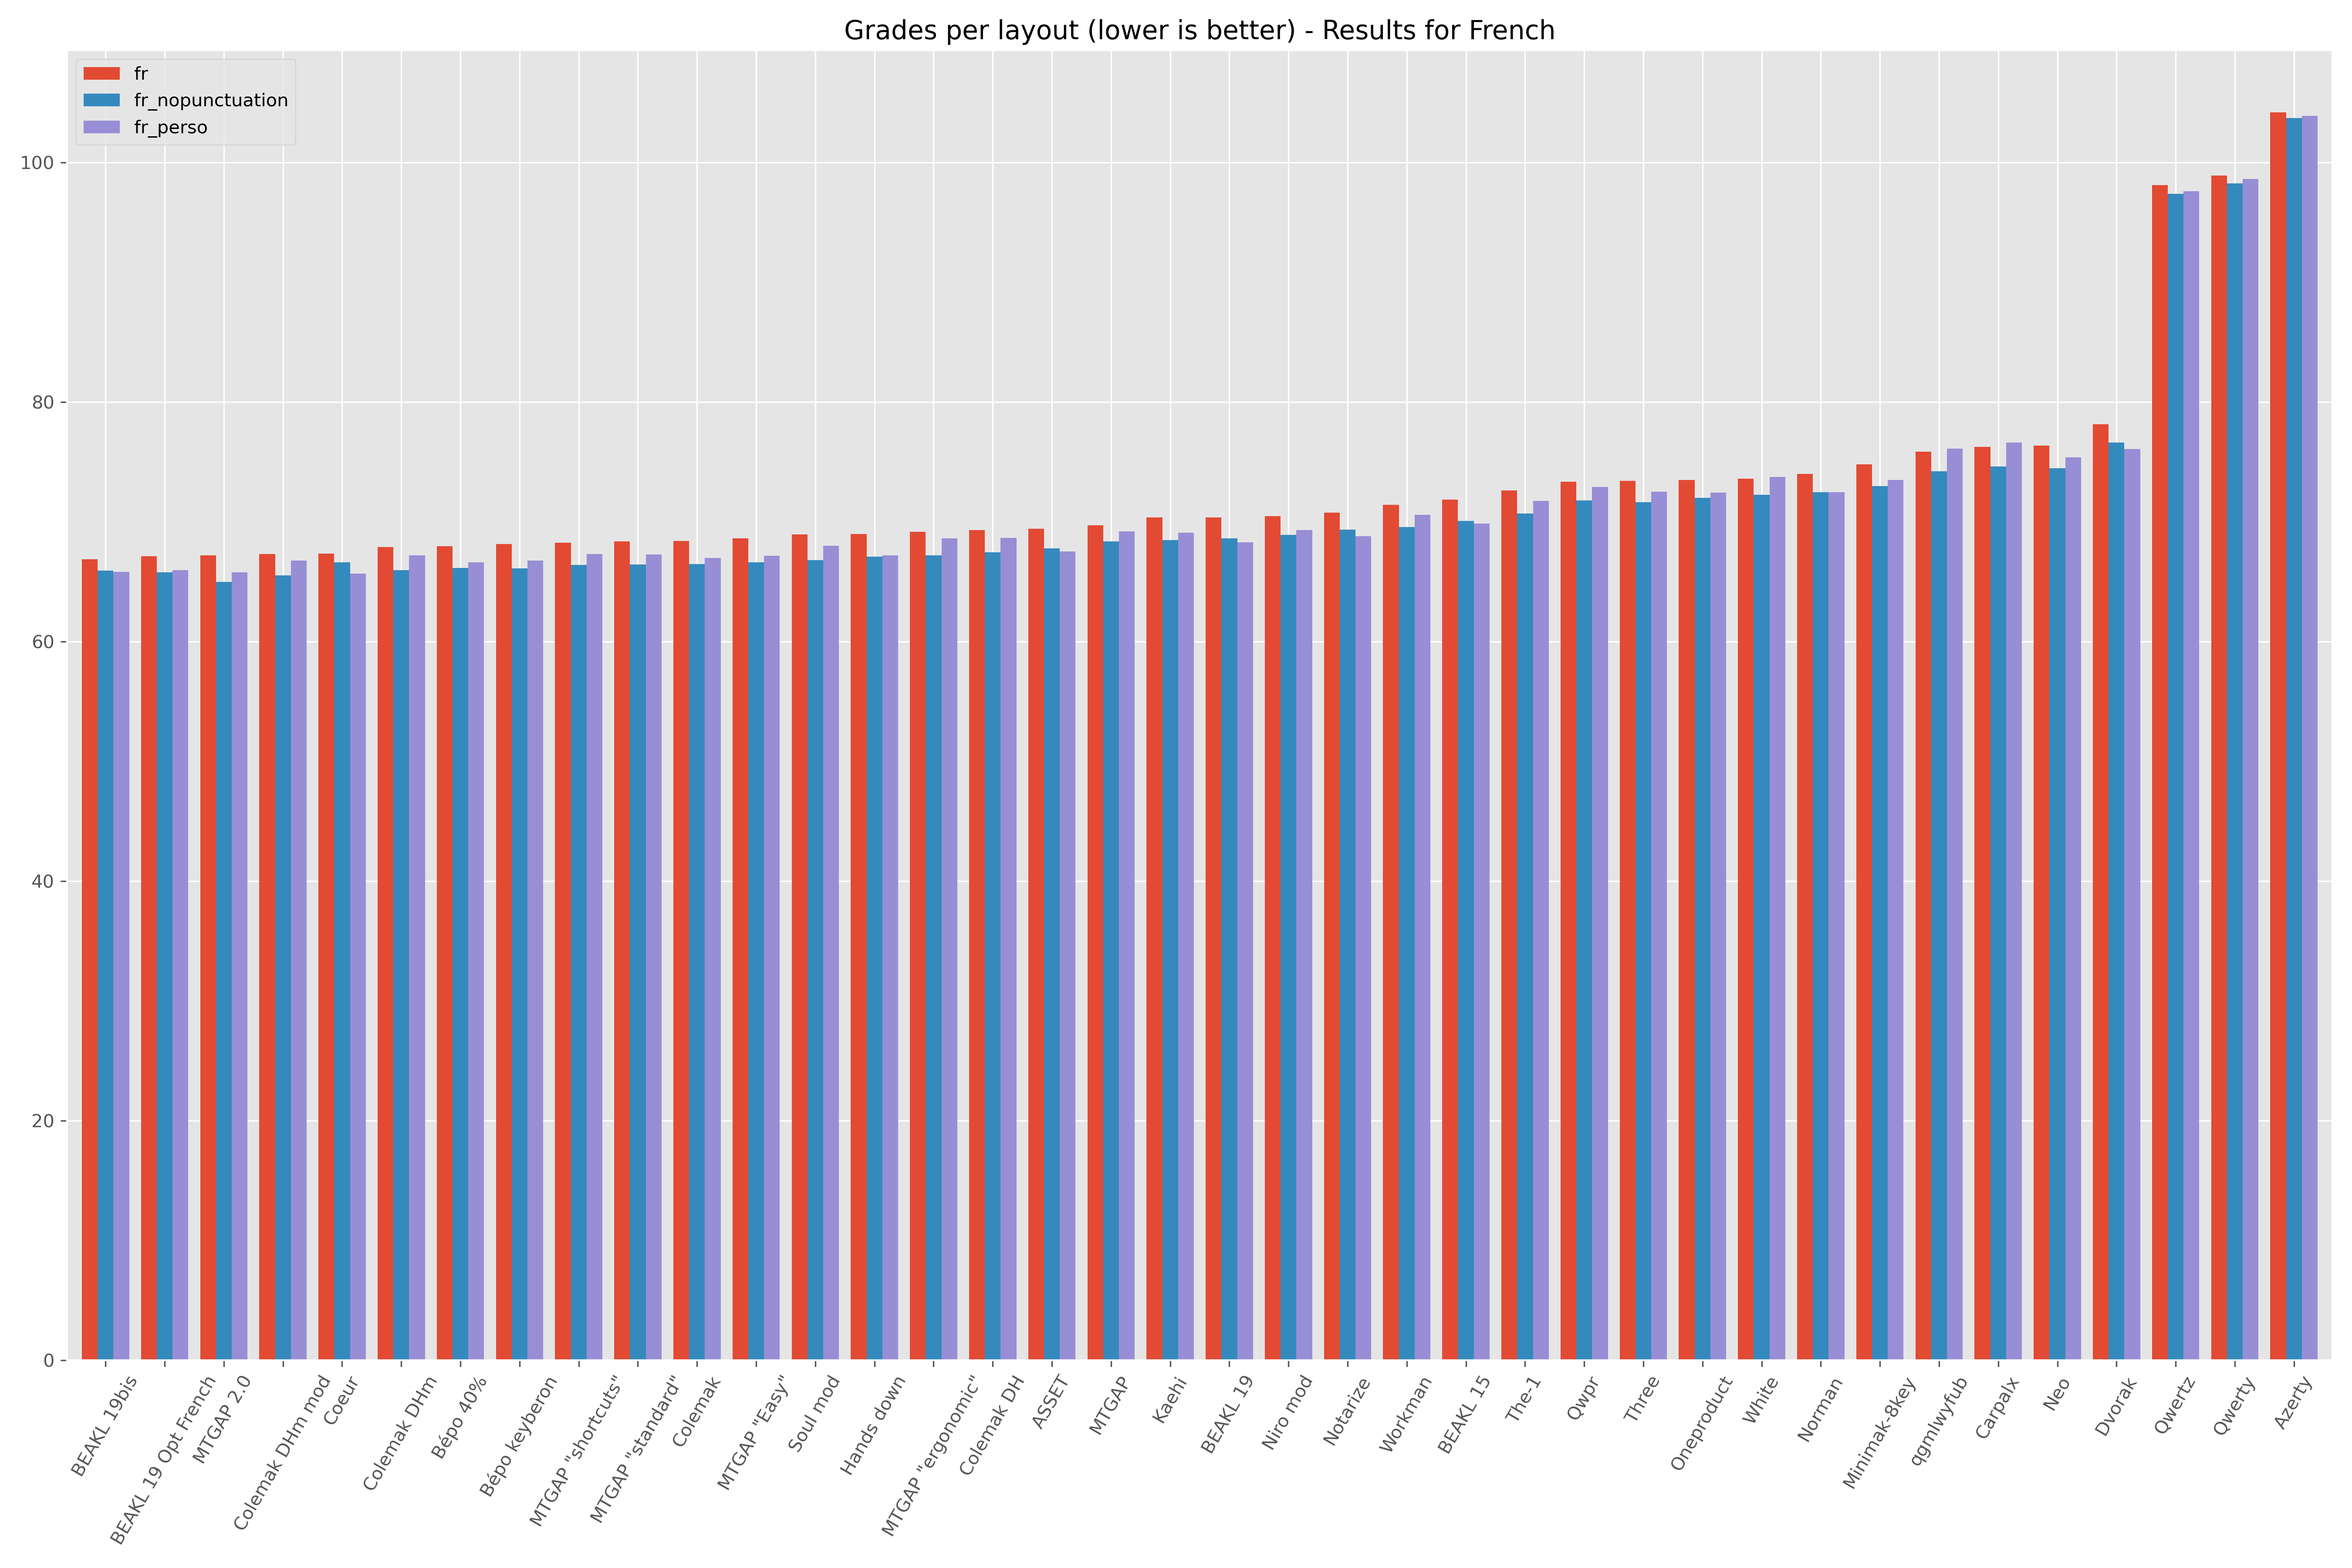 Grades per layout (lower is better) - Results for French
fr
fr_nopunctuation
fr_perso
100
80
60
40
20
0
BEAKL 19bis
BEAKL 19 Opt French
MTGAP 2.0
Colemak DHm mod
Coeur
Colemak DHm
Bépo 40%
Bépo keyberon
MTGAP "shortcuts"
MTGAP "standard"
Colemak
MTGAP "Easy"
Soul mod
Hands down
MTGAP "ergonomic"
Colemak DH
ASSET
MTGAP
Kaehi
BEAKL 19
Niro mod
Notarize
Workman
BEAKL 15
The-1
Qwpr
Three
Oneproduct
White
Norman
Minimak-8key
qgmlwyfub
Carpalx
Neo
Dvorak
Qwertz
Qwerty
Azerty